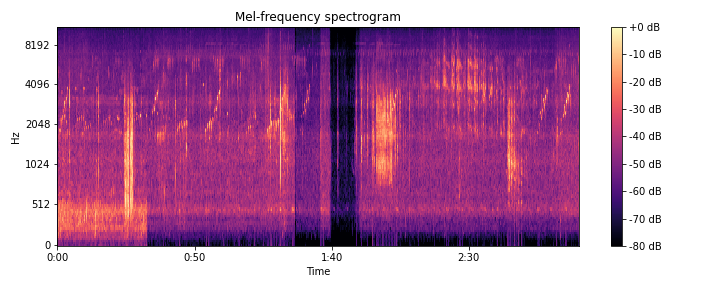 Mel-frequency spectrogram
8192
4096
2048
1024
512
0
Hz
0:00
0:50
1:40
2:30
Time
+0 dB
-10 dB
-20 dB
-30 dB
-40 dB
-50 dB
-60 dB
-70 dB
-80 dB